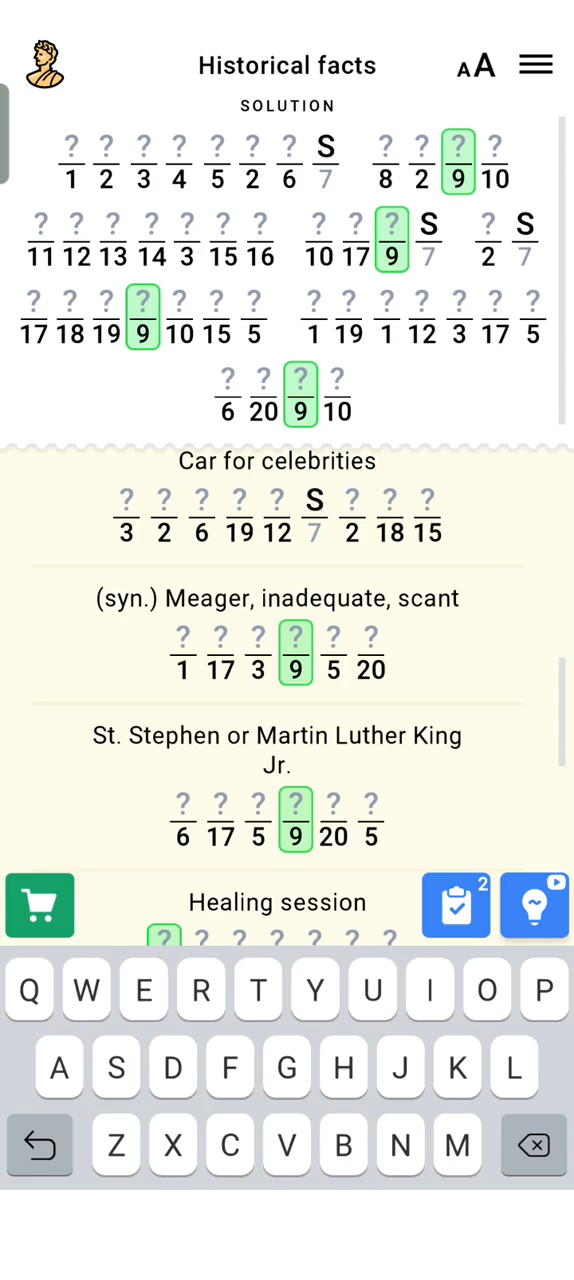 Historical facts
AA
SOLUTION
? ? ? ? ? ? ? S ? ? ? ?
1 2 3 4 5 2 6 7 8 2 9 10
? ? ? ? ? ? ? ? ? ? S ? S
11 12 13 14 3 15 16 10 17 9 7 2 7
? ? ? ? ? ? ? ? ? ? ? ? ? ?
17 18 19 9 10 15 5 1 19 1 12 3 17 5
? ? ? ?
6 20 9 10
Car for celebrities
? ? ? ? ? S ? ? ?
3 2 6 19 12 7 2 18 15
(syn.) Meager, inadequate, scant
? ? ? ? ? ?
1 17 3 9 5 20
St. Stephen or Martin Luther King
Jr.
? ? ? ? ? ?
6 17 5 9 20 5
2
Healing session
? ? ? ? ? ? ?
Q W E R T Y U I O P
A S D F G H J K L
Z X C V B N M